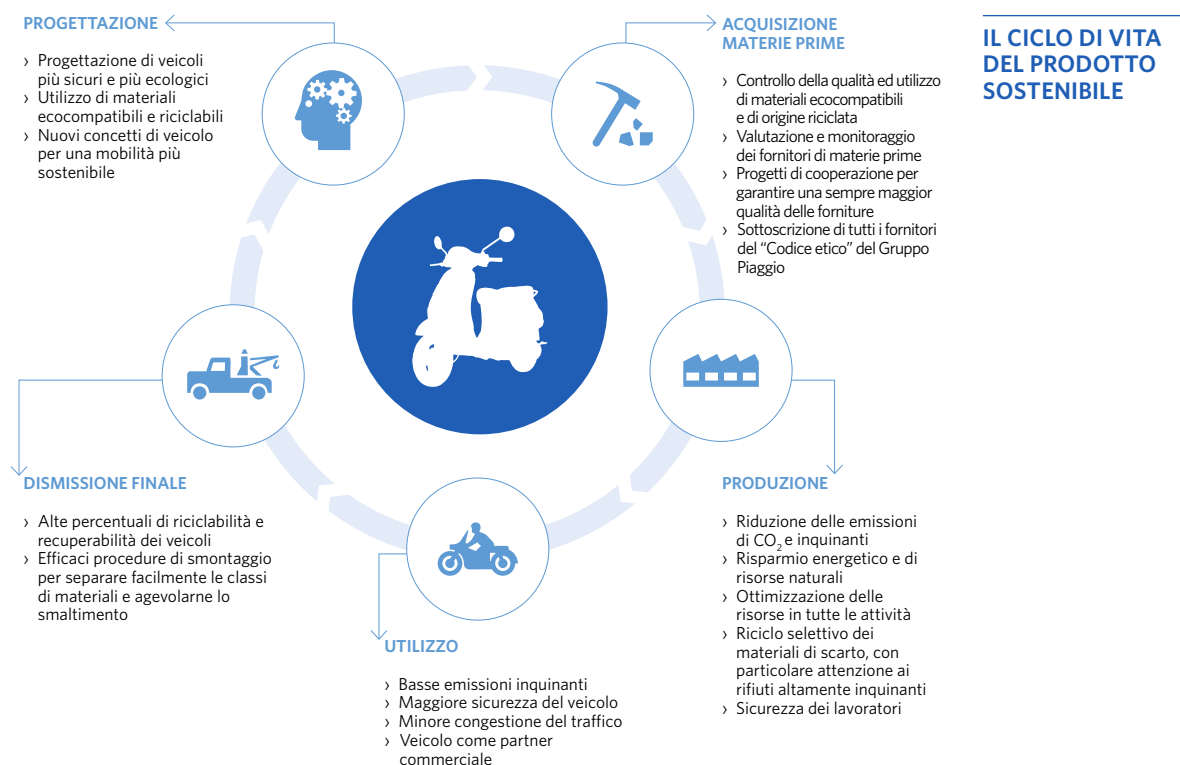 IL CICLO DI VITA
DEL PRODOTTO
SOSTENIBILE
PROGETTAZIONE
› Progettazione di veicoli
più sicuri e più ecologici
› Utilizzo di materiali
ecocompatibili e riciclabili
› Nuovi concetti di veicolo
per una mobilità più
sostenibile
ACQUISIZIONE
MATERIE PRIME
› Controllo della qualità ed utilizzo
di materiali ecocompatibili
e di origine riciclata
› Valutazione e monitoraggio
dei fornitori di materie prime
› Progetti di cooperazione per
garantire una sempre maggior
qualità delle forniture
› Sottoscrizione di tutti i fornitori
del “Codice etico” del Gruppo
Piaggio
PRODUZIONE
› Riduzione delle emissioni
di CO₂ e inquinanti
› Risparmio energetico e di
risorse naturali
› Ottimizzazione delle
risorse in tutte le attività
› Riciclo selettivo dei
materiali di scarto, con
particolare attenzione ai
rifiuti altamente inquinanti
› Sicurezza dei lavoratori
UTILIZZO
› Basse emissioni inquinanti
› Maggiore sicurezza del veicolo
› Minore congestione del traffico
› Veicolo come partner
commerciale
DISMISSIONE FINALE
› Alte percentuali di riciclabilità e
recuperabilità dei veicoli
› Efficaci procedure di smontaggio
per separare facilmente le classi
di materiali e agevolarne lo
smaltimento